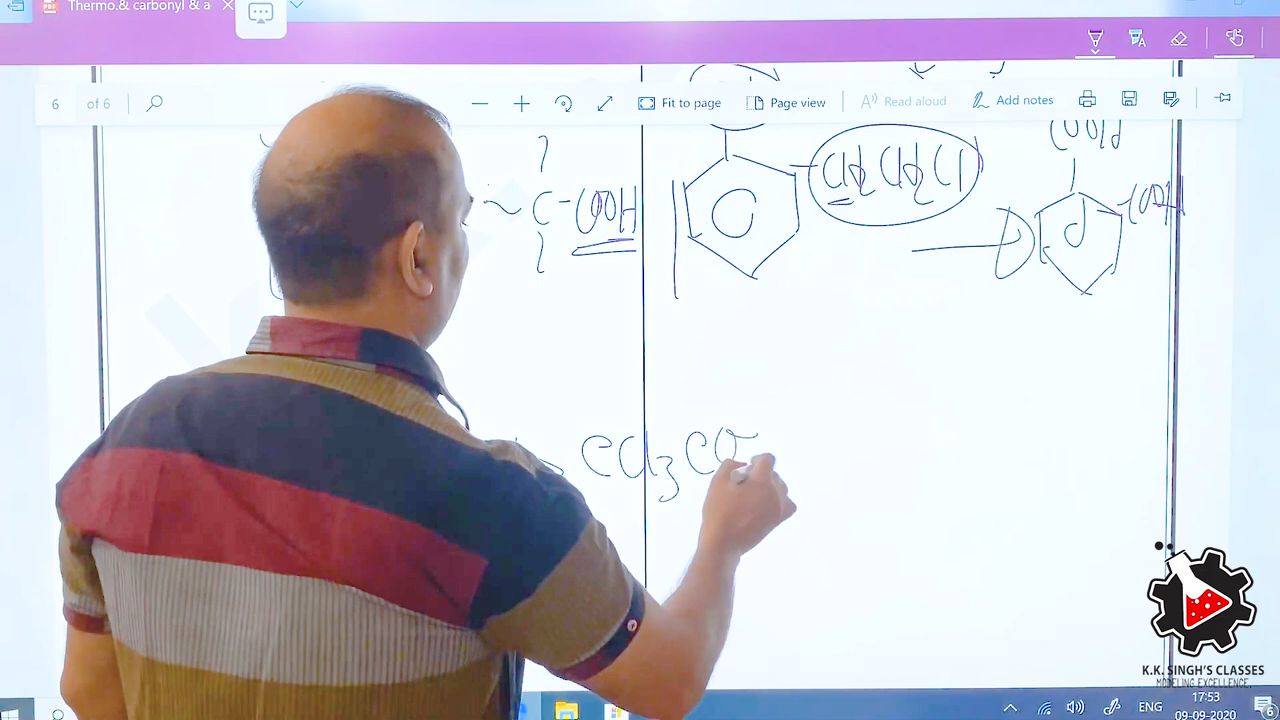 Thermo.& carbonyl & a
6 of 6
Fit to page
Page view
Read aloud
Add notes
COOH
C-COOH
CH2CH2Cl
COOH
CCl3CO
K.K. SINGH'S CLASSES
MODELING EXCELLENCE.
17:53
ENG
09-09-2020
6